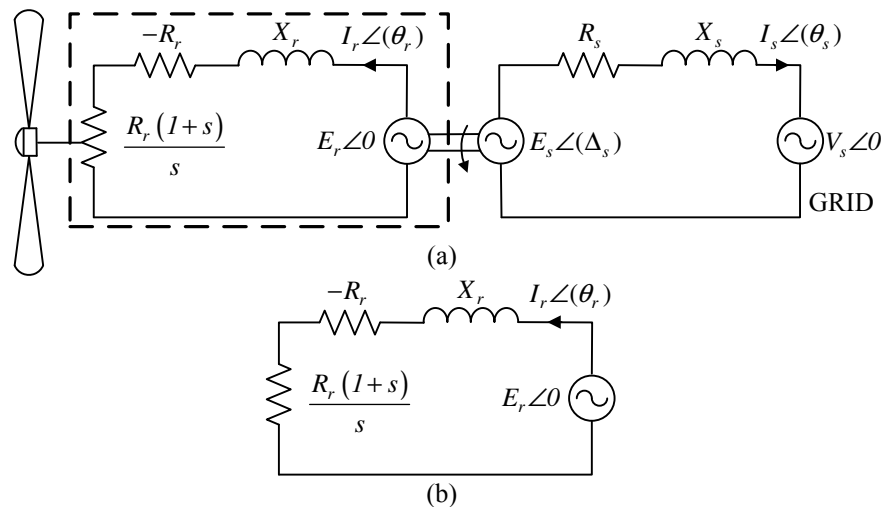 −R_r X_r I_r∠(θ_r) R_s X_s I_s∠(θ_s)
R_r (1+s)
s
E_r∠0 E_s∠(Δ_s) V_s∠0
GRID
(a)
−R_r X_r I_r∠(θ_r)
R_r (1+s)
s
E_r∠0
(b)